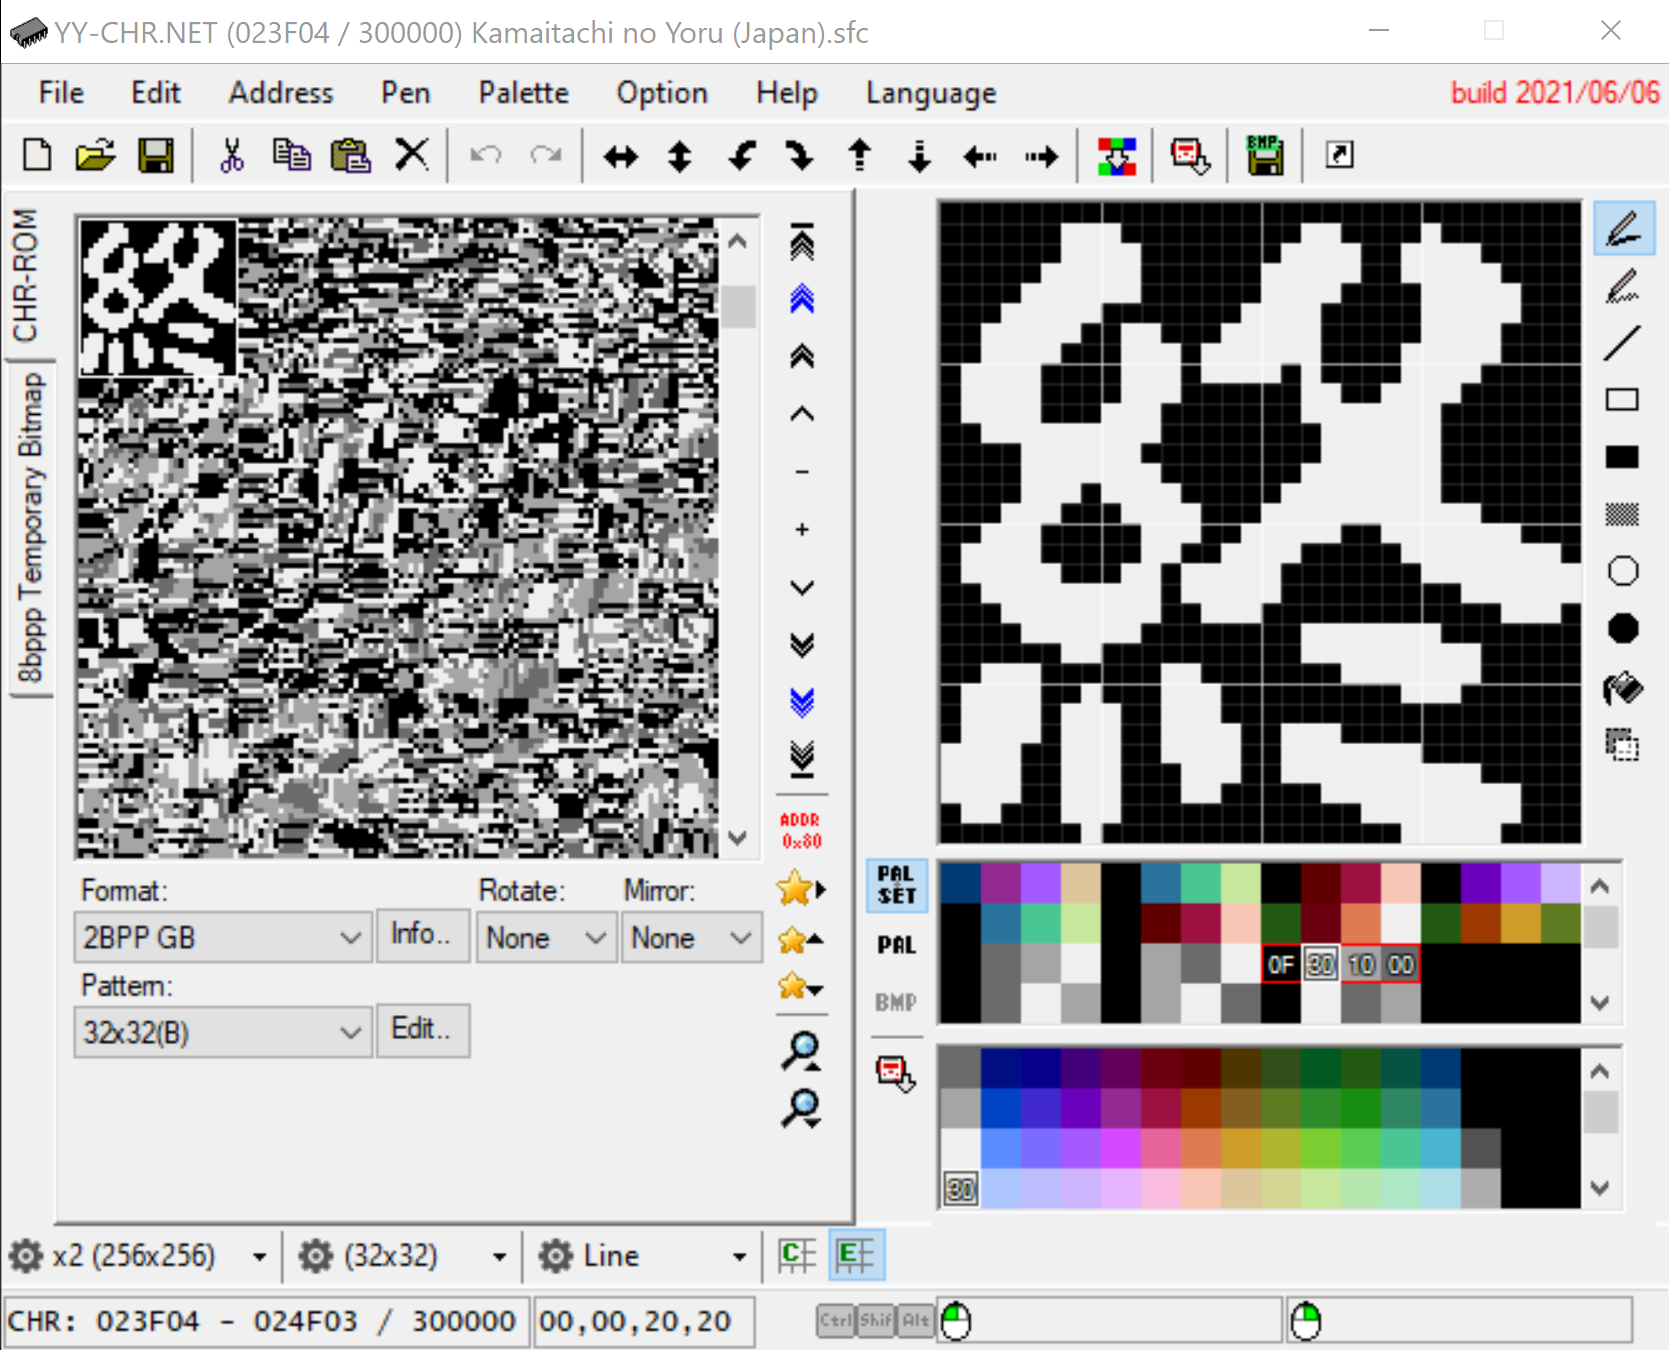 YY-CHR.NET (023F04 / 300000) Kamaitachi no Yoru (Japan).sfc
File Edit Address Pen Palette Option Help Language build 2021/06/06
BMP
CHR-ROM
8bppp Temporary Bitmap
終
ADDR
0x80
Format: Rotate: Mirror:
2BPP GB Info.. None None
Pattern:
32x32(B) Edit..
PAL
SET
PAL
BMP
0F 30 10 00
30
x2 (256x256) (32x32) Line C E
CHR: 023F04 - 024F03 / 300000 00,00,20,20 Ctrl Shif Alt